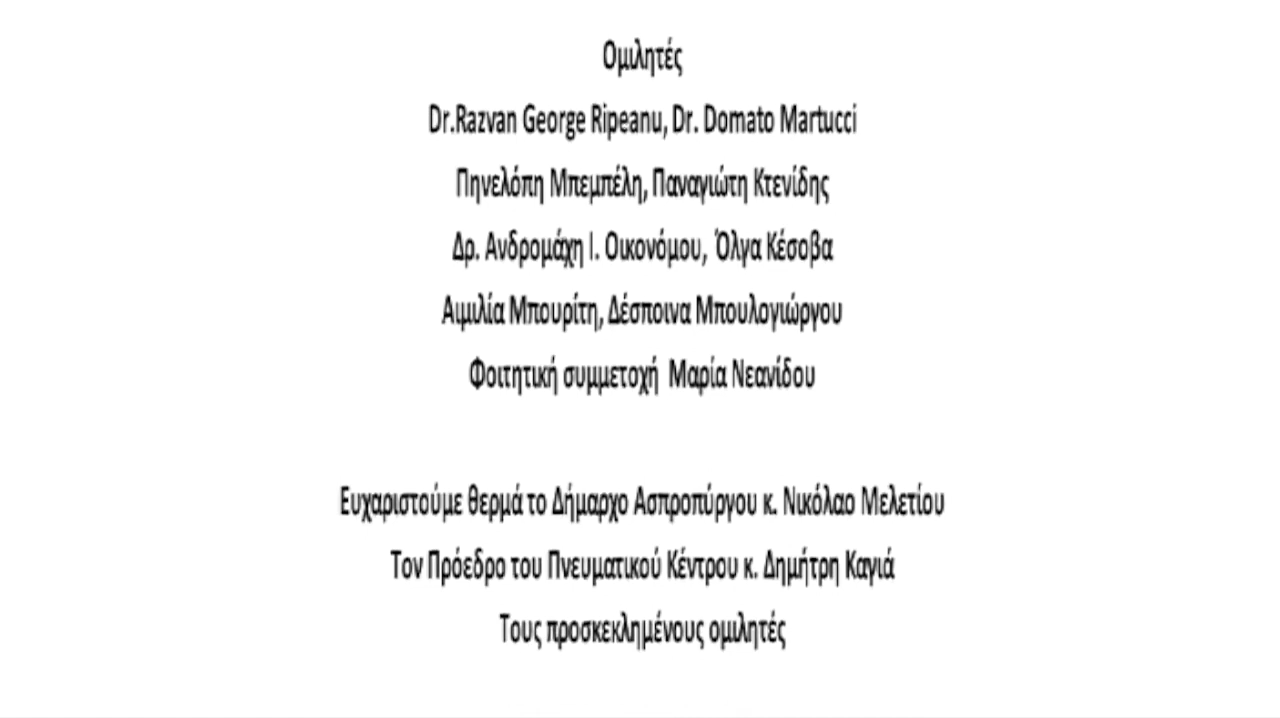 Ομιλητές
Dr.Razvan George Ripeanu, Dr. Domato Martucci
Πηνελόπη Μπεμπέλη, Παναγιώτη Κτενίδης
Δρ. Ανδρομάχη Ι. Οικονόμου, Όλγα Κέσοβα
Αιμιλία Μπουρίτη, Δέσποινα Μπουλογιώργου
Φοιτητική συμμετοχή Μαρία Νεανίδου
Ευχαριστούμε θερμά το Δήμαρχο Ασπροπύργου κ. Νικόλαο Μελετίου
Τον Πρόεδρο του Πνευματικού Κέντρου κ. Δημήτρη Καγιά
Τους προσκεκλημένους ομιλητές